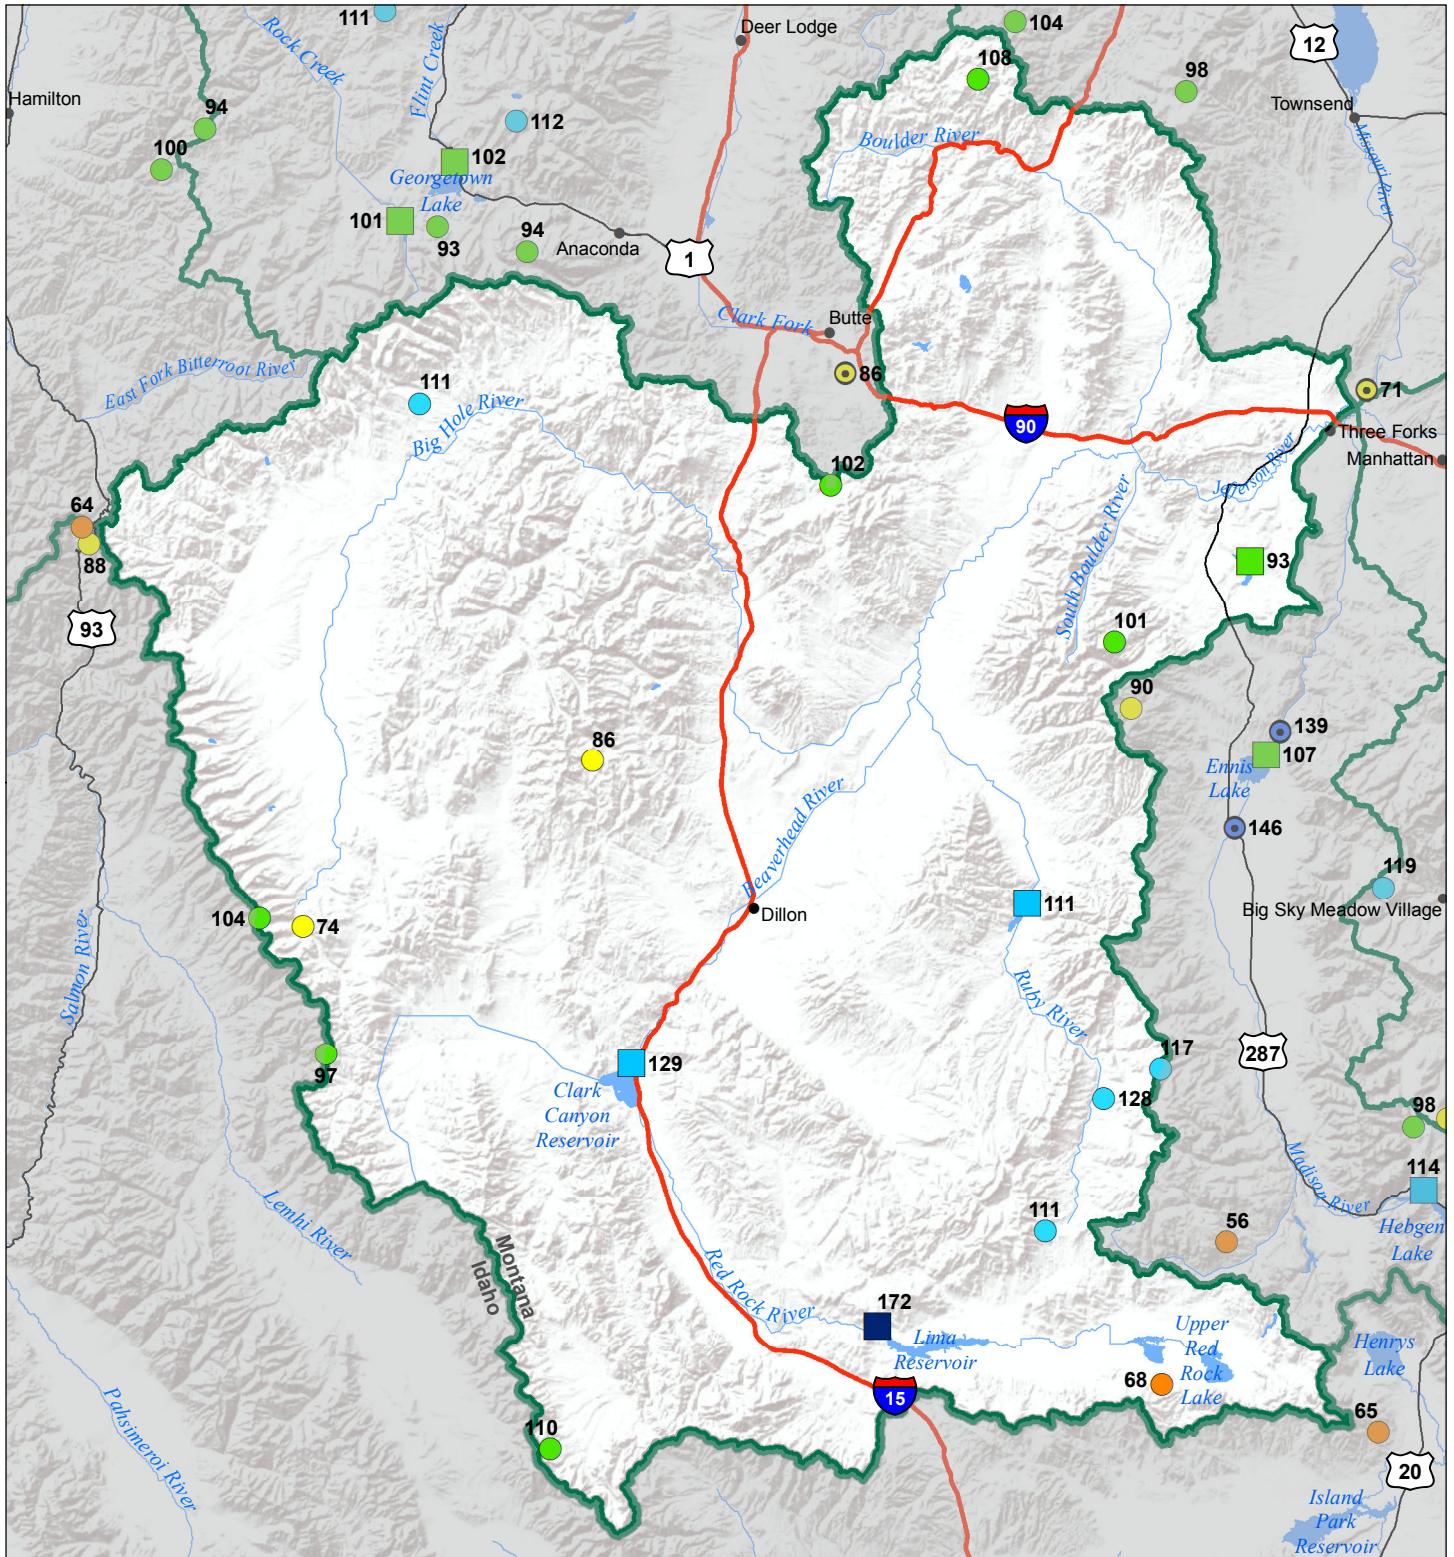 111
Rock Creek
Flint Creek
Deer Lodge
104
12
108
98
Hamilton
Townsend
94
112
Boulder River
Missouri River
100
102
Georgetown
Lake
101
93
94
Anaconda
1
Clark Fork
Butte
East Fork Bitterroot River
86
71
111
Big Hole River
90
Three Forks
Manhattan
Jefferson River
102
64
88
South Boulder River
93
93
101
90
86
139
107
Ennis
Lake
Beaverhead River
146
119
104
74
Dillon
111
Big Sky Meadow Village
Salmon River
Ruby River
97
129
117
287
Clark
Canyon
Reservoir
128
98
Madison River
114
Lemhi River
Hebgen
Lake
111
56
Montana
Idaho
Red Rock River
172
Lima
Reservoir
Upper
Red
Rock
Lake
Henrys
Lake
68
15
65
Pahsimeroi River
110
20
Island
Park
Reservoir